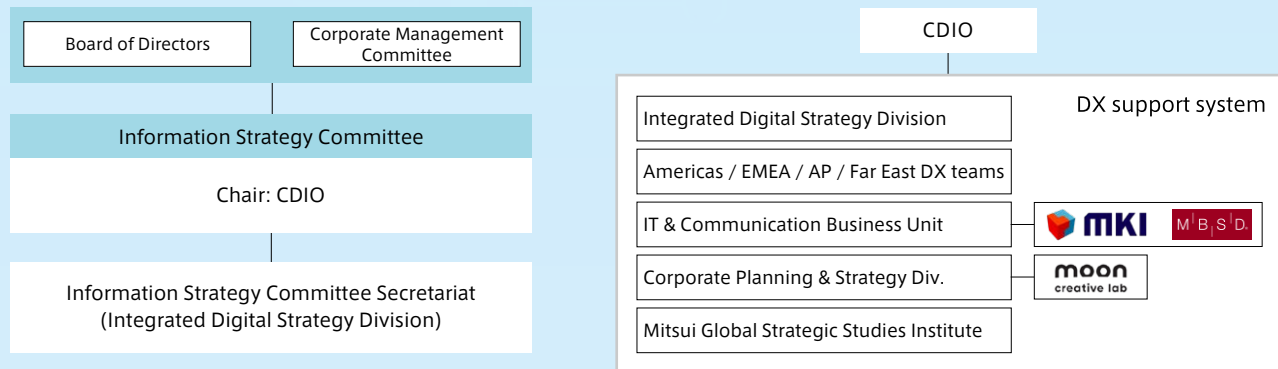 Board of Directors
Corporate Management
Committee
Information Strategy Committee
Chair: CDIO
Information Strategy Committee Secretariat
(Integrated Digital Strategy Division)
CDIO
DX support system
Integrated Digital Strategy Division
Americas / EMEA / AP / Far East DX teams
IT & Communication Business Unit
MKI
M B S D.
Corporate Planning & Strategy Div.
moon
creative lab
Mitsui Global Strategic Studies Institute